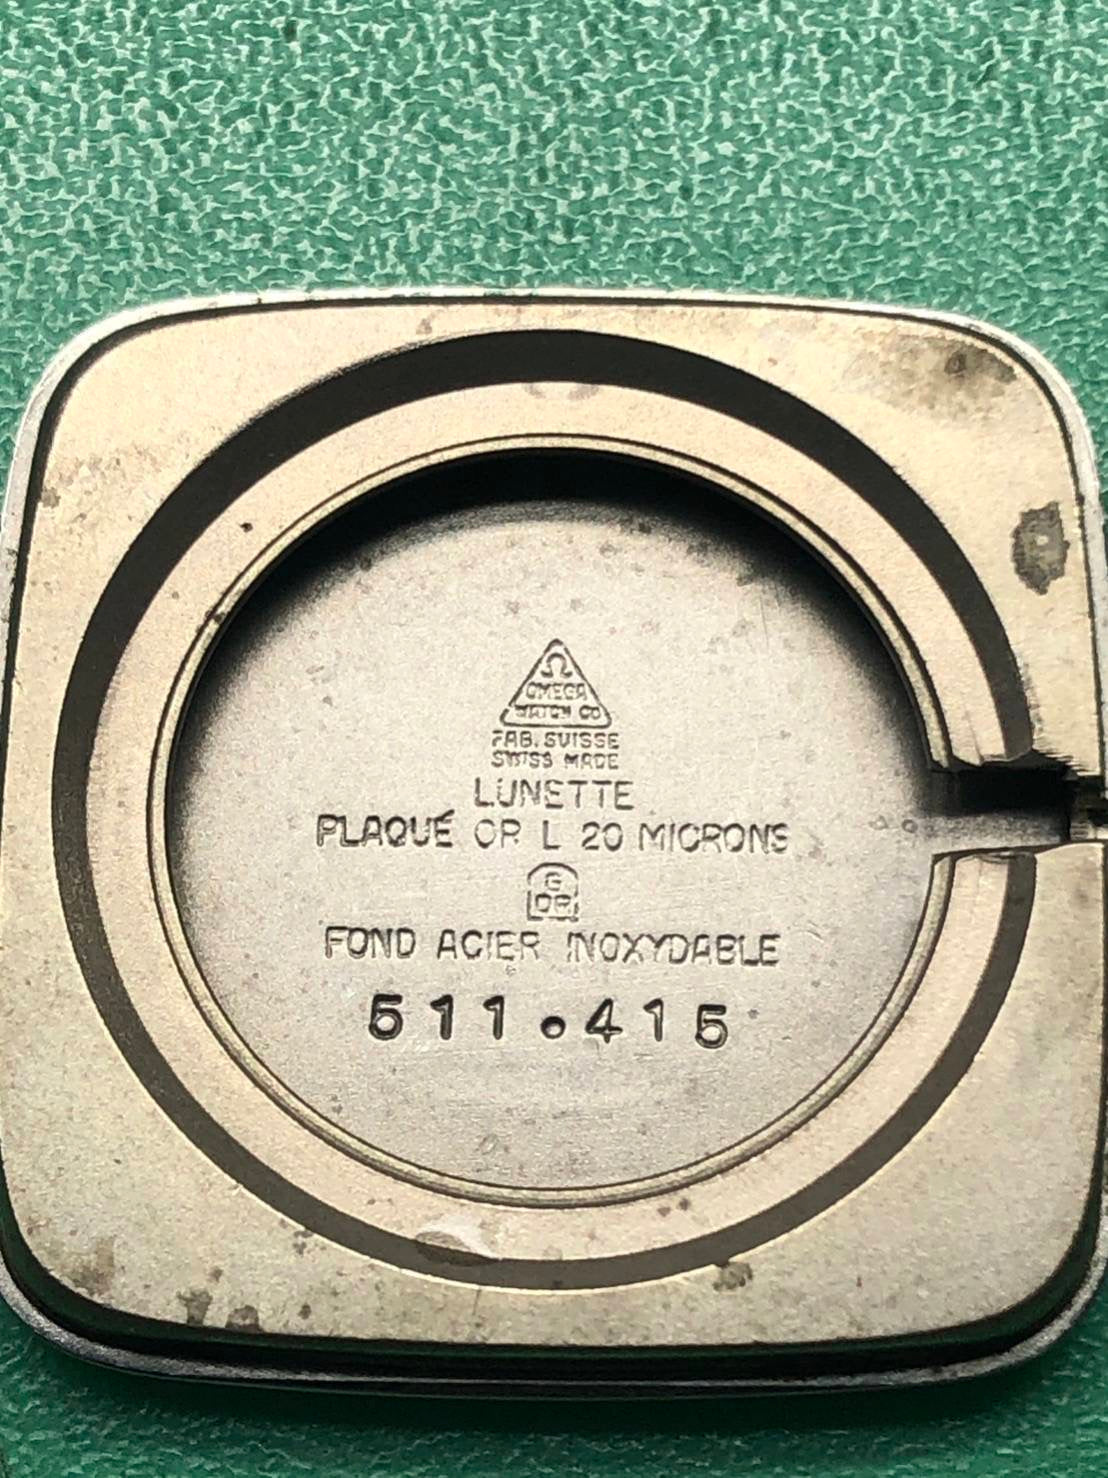 Ω
OMEGA
WATCH CO
FAB. SUISSE
SWISS MADE
LUNETTE
PLAQUÉ OR L 20 MICRONS
G
OR
FOND ACIER INOXYDABLE
511.415